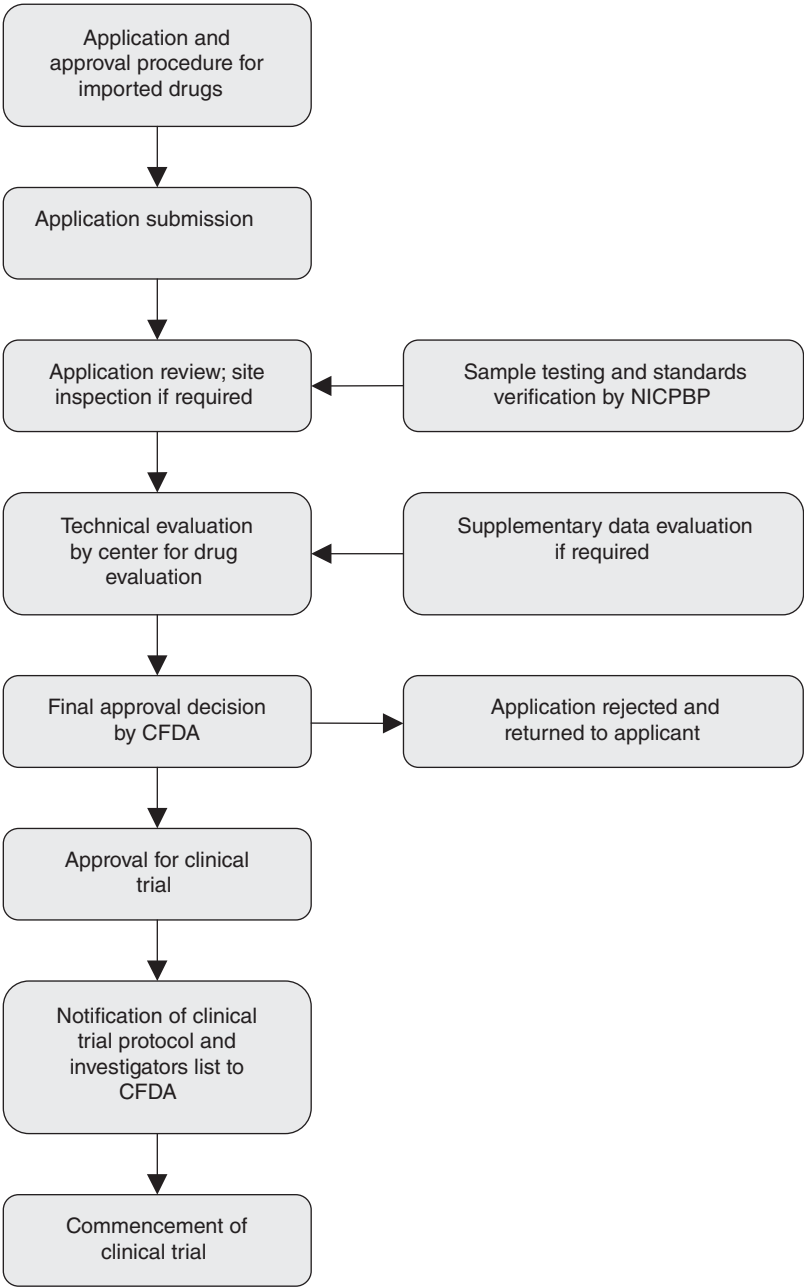 Application and
approval procedure for
imported drugs
Application submission
Application review; site
inspection if required
Sample testing and standards
verification by NICPBP
Technical evaluation
by center for drug
evaluation
Supplementary data evaluation
if required
Final approval decision
by CFDA
Application rejected and
returned to applicant
Approval for clinical
trial
Notification of clinical
trial protocol and
investigators list to
CFDA
Commencement of
clinical trial